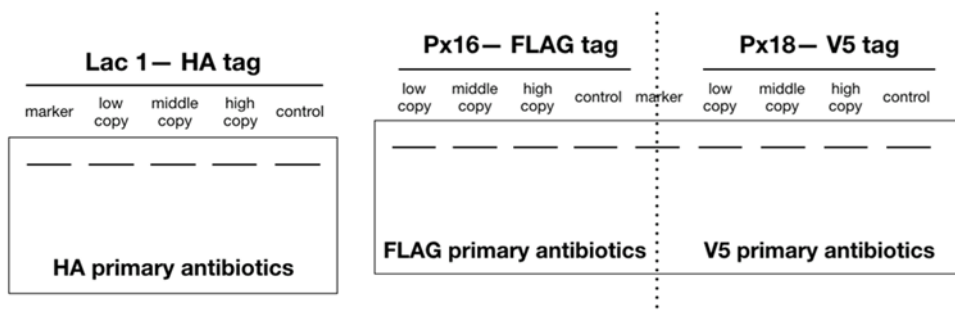 Lac 1— HA tag
marker low copy middle copy high copy control
HA primary antibiotics
Px16— FLAG tag
Px18— V5 tag
low copy middle copy high copy control marker low copy middle copy high copy control
FLAG primary antibiotics
V5 primary antibiotics